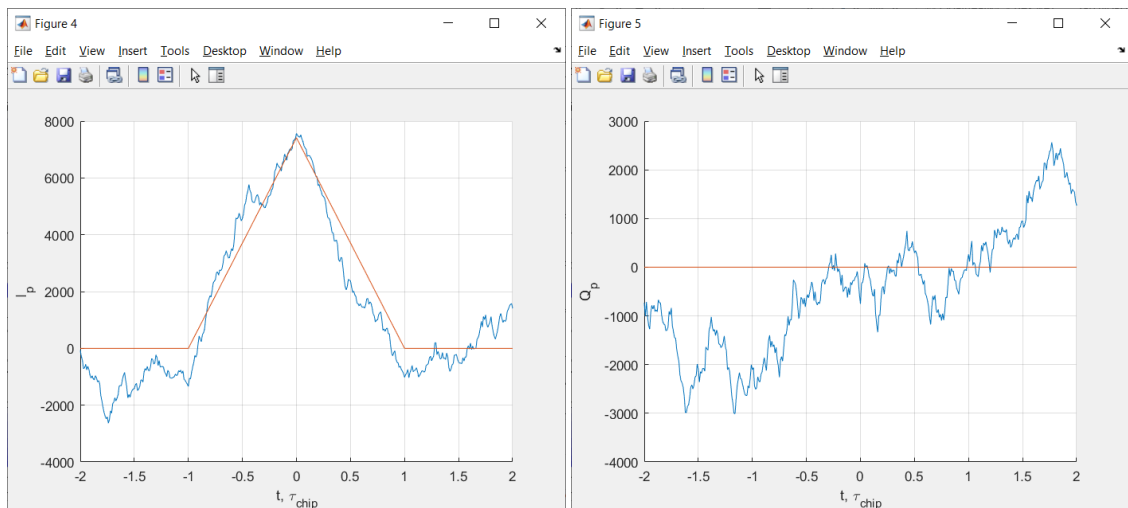 Figure 4
File Edit View Insert Tools Desktop Window Help
8000
6000
4000
2000
0
-2000
-4000
I_p
-2 -1.5 -1 -0.5 0 0.5 1 1.5 2
t, τ_chip
Figure 5
File Edit View Insert Tools Desktop Window Help
3000
2000
1000
0
-1000
-2000
-3000
-4000
Q_p
-2 -1.5 -1 -0.5 0 0.5 1 1.5 2
t, τ_chip